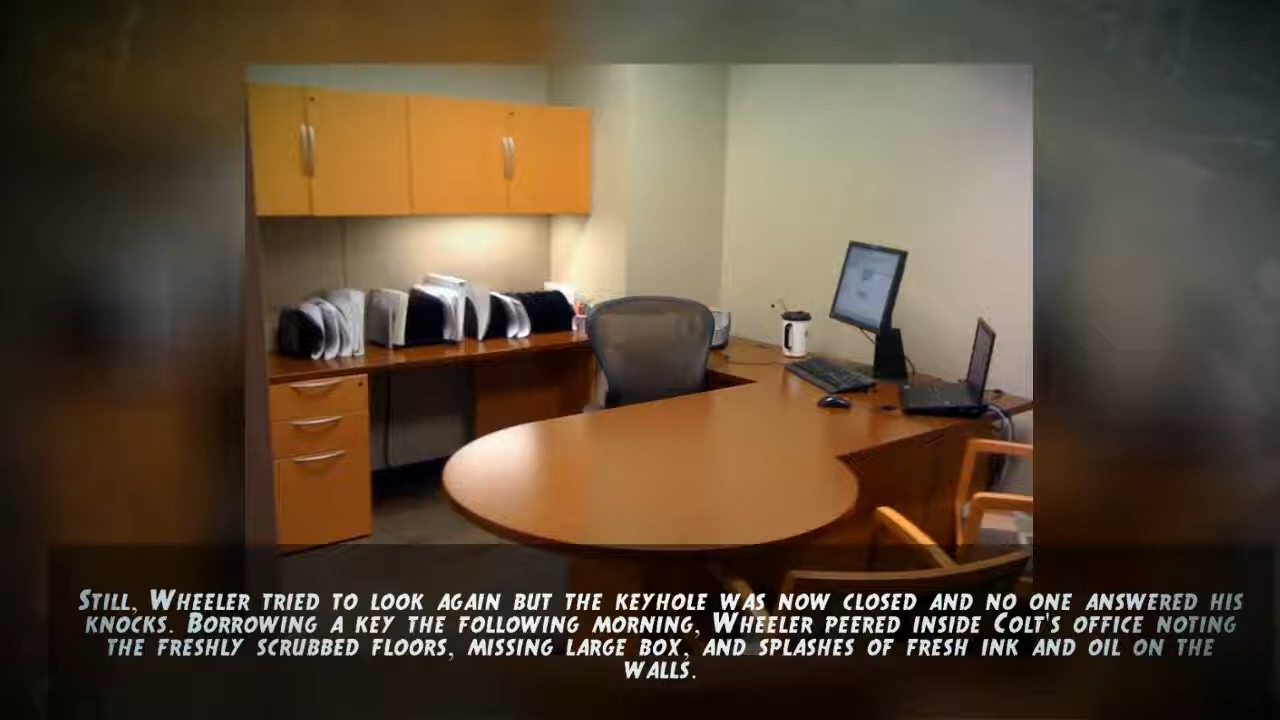 Still, Wheeler tried to look again but the keyhole was now closed and no one answered his
knocks. Borrowing a key the following morning, Wheeler peered inside Colt's office noting
the freshly scrubbed floors, missing large box, and splashes of fresh ink and oil on the
walls.